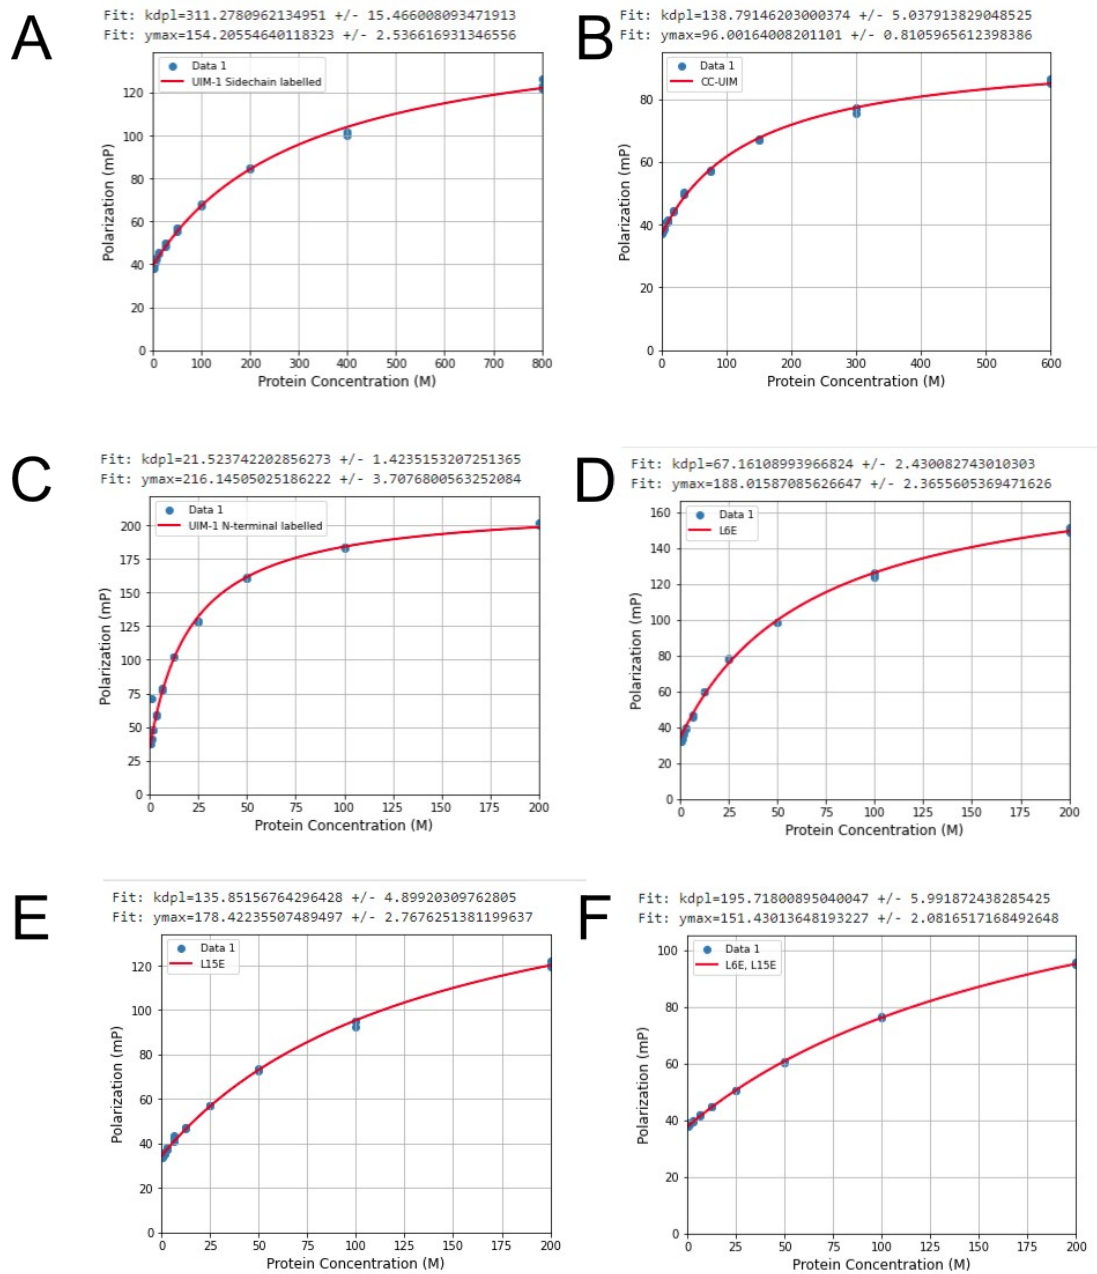 A
Fit: kdpl=311.2780962134951 +/- 15.466008093471913
Fit: ymax=154.20554640118323 +/- 2.536616931346556
Data 1
UIM-1 Sidechain labelled
Polarization (mP)
120
100
80
60
40
20
0
0 100 200 300 400 500 600 700 800
Protein Concentration (M)
B
Fit: kdpl=138.79146203000374 +/- 5.037913829048525
Fit: ymax=96.00164008201101 +/- 0.8105965612398386
Data 1
CC-UIM
Polarization (mP)
80
60
40
20
0
0 100 200 300 400 500 600
Protein Concentration (M)
C
Fit: kdpl=21.523742202856273 +/- 1.4235153207251365
Fit: ymax=216.14505025186222 +/- 3.7076800563252084
Data 1
UIM-1 N-terminal labelled
Polarization (mP)
200
175
150
125
100
75
50
25
0
0 25 50 75 100 125 150 175 200
Protein Concentration (M)
D
Fit: kdpl=67.16108993966824 +/- 2.430082743010303
Fit: ymax=188.01587085626647 +/- 2.3655605369471626
Data 1
L6E
Polarization (mP)
160
140
120
100
80
60
40
20
0
0 25 50 75 100 125 150 175 200
Protein Concentration (M)
E
Fit: kdpl=135.85156764296428 +/- 4.89920309762805
Fit: ymax=178.42235507489497 +/- 2.7676251381199637
Data 1
L15E
Polarization (mP)
120
100
80
60
40
20
0
0 25 50 75 100 125 150 175 200
Protein Concentration (M)
F
Fit: kdpl=195.71800895040047 +/- 5.991872438285425
Fit: ymax=151.43013648193227 +/- 2.0816517168492648
Data 1
L6E, L15E
Polarization (mP)
100
80
60
40
20
0
0 25 50 75 100 125 150 175 200
Protein Concentration (M)